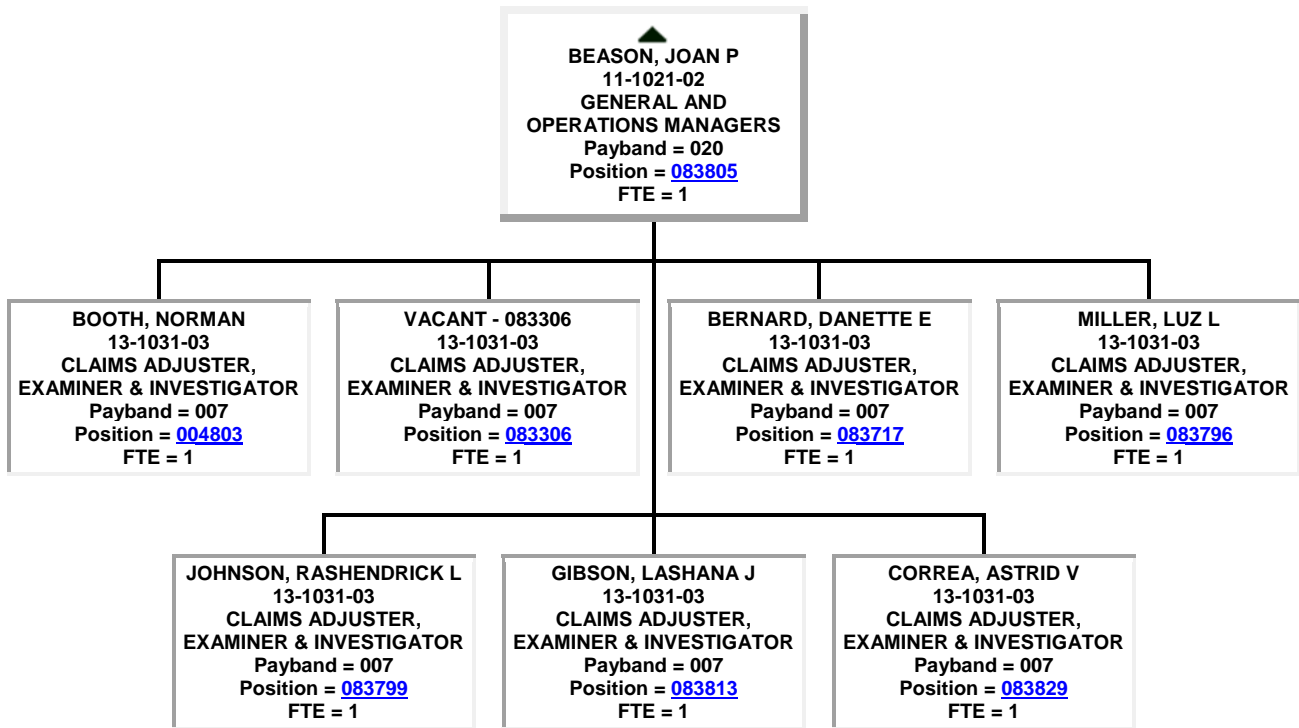 BEASON, JOAN P
11-1021-02
GENERAL AND
OPERATIONS MANAGERS
Payband = 020
Position = 083805
FTE = 1
BOOTH, NORMAN
13-1031-03
CLAIMS ADJUSTER,
EXAMINER & INVESTIGATOR
Payband = 007
Position = 004803
FTE = 1
VACANT - 083306
13-1031-03
CLAIMS ADJUSTER,
EXAMINER & INVESTIGATOR
Payband = 007
Position = 083306
FTE = 1
BERNARD, DANETTE E
13-1031-03
CLAIMS ADJUSTER,
EXAMINER & INVESTIGATOR
Payband = 007
Position = 083717
FTE = 1
MILLER, LUZ L
13-1031-03
CLAIMS ADJUSTER,
EXAMINER & INVESTIGATOR
Payband = 007
Position = 083796
FTE = 1
JOHNSON, RASHENDRICK L
13-1031-03
CLAIMS ADJUSTER,
EXAMINER & INVESTIGATOR
Payband = 007
Position = 083799
FTE = 1
GIBSON, LASHANA J
13-1031-03
CLAIMS ADJUSTER,
EXAMINER & INVESTIGATOR
Payband = 007
Position = 083813
FTE = 1
CORREA, ASTRID V
13-1031-03
CLAIMS ADJUSTER,
EXAMINER & INVESTIGATOR
Payband = 007
Position = 083829
FTE = 1